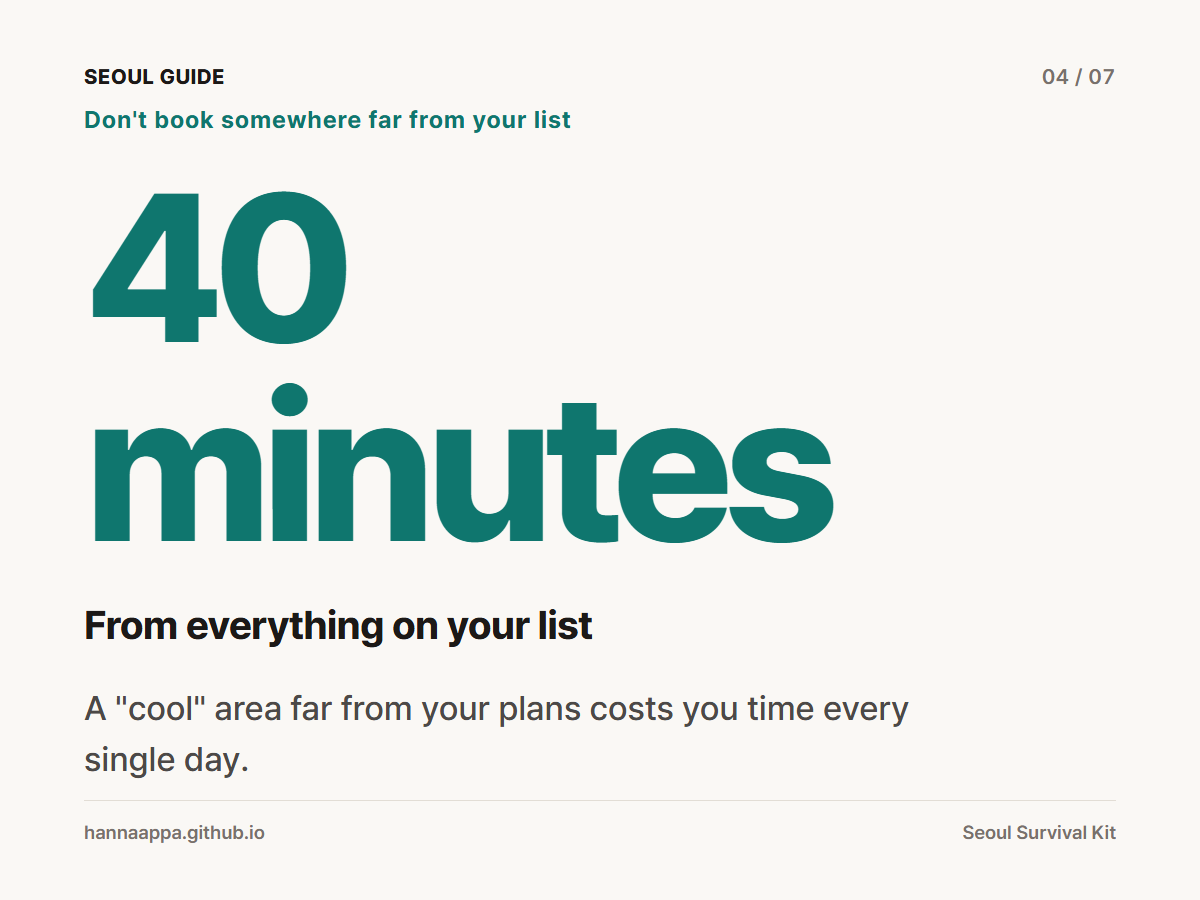 SEOUL GUIDE
04 / 07
Don't book somewhere far from your list
40
minutes
From everything on your list
A "cool" area far from your plans costs you time every
single day.
hannaappa.github.io
Seoul Survival Kit